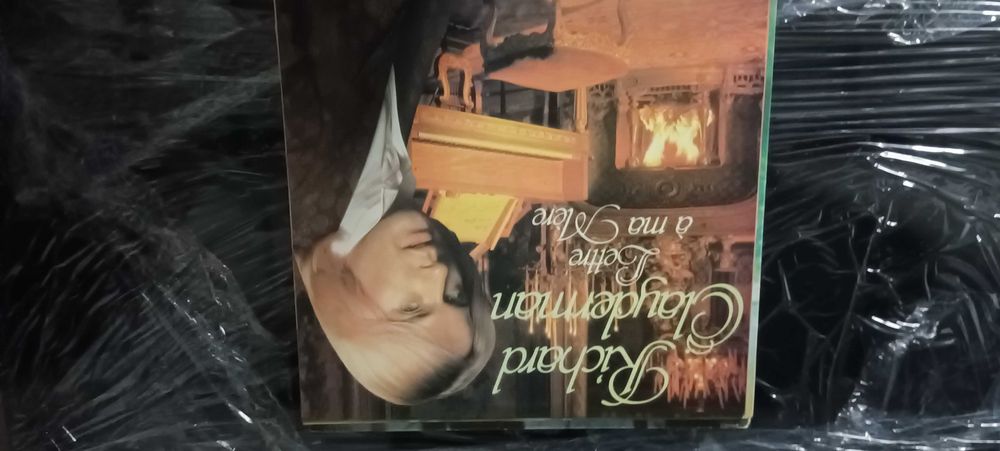 Richard
Clayderman
Lettre
à ma Mère